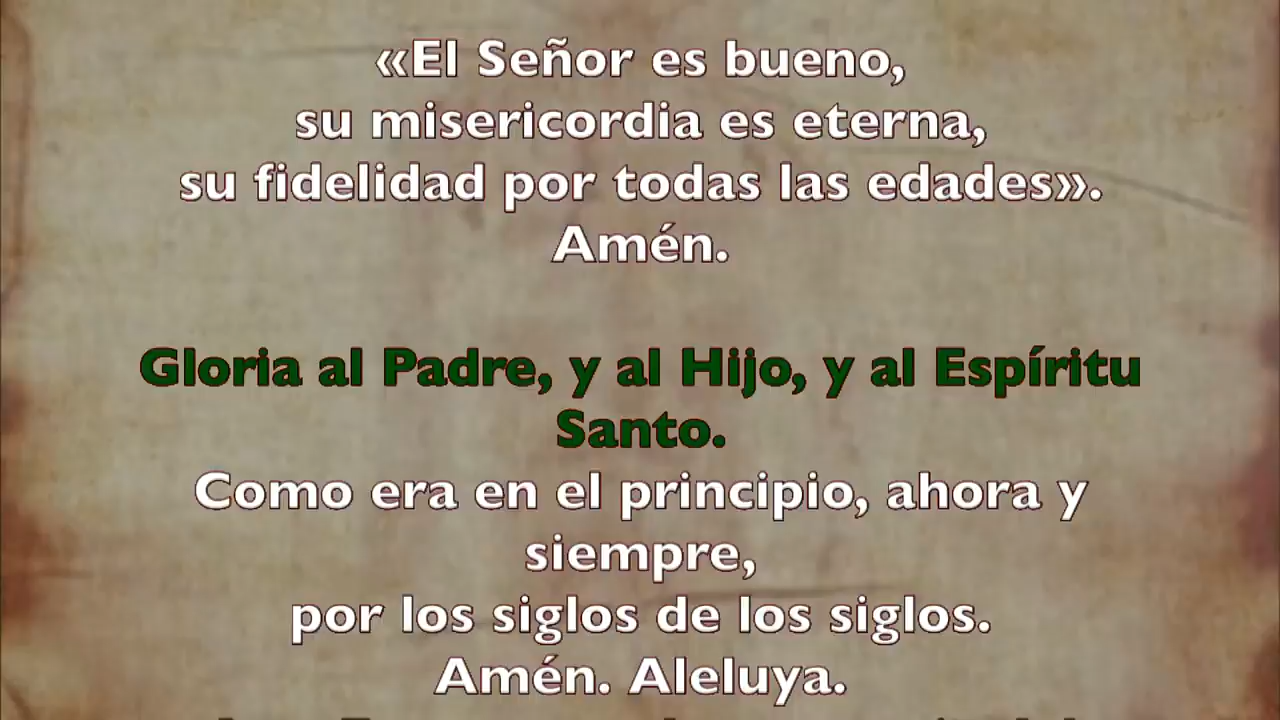 «El Señor es bueno,
su misericordia es eterna,
su fidelidad por todas las edades».
Amén.
Gloria al Padre, y al Hijo, y al Espíritu
Santo.
Como era en el principio, ahora y
siempre,
por los siglos de los siglos.
Amén. Aleluya.